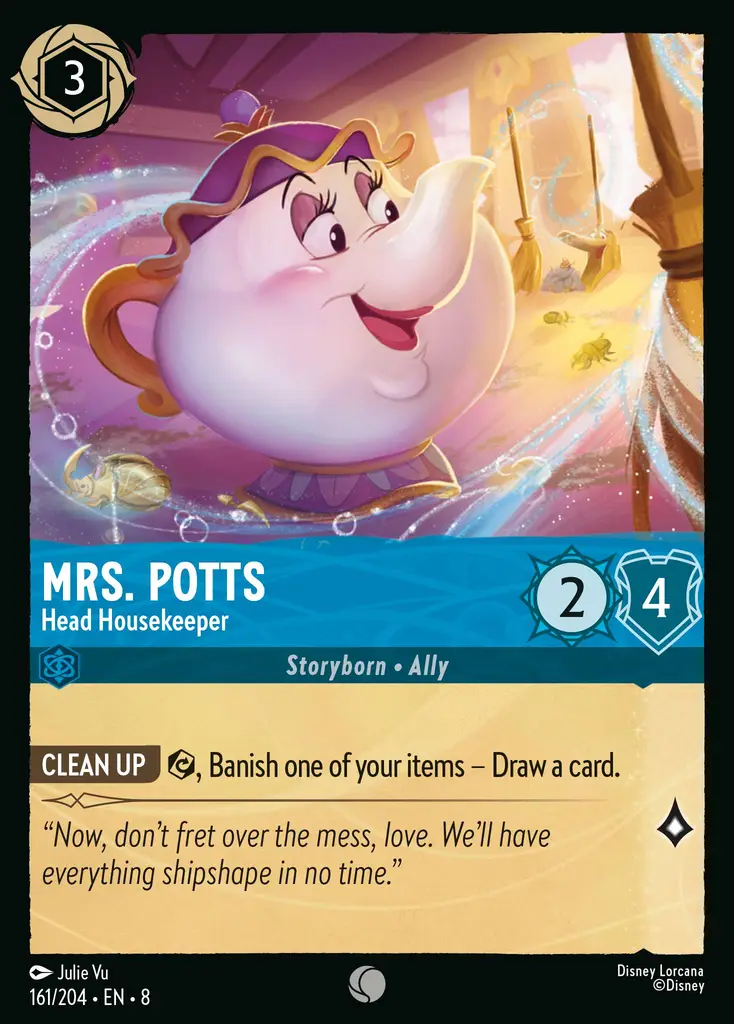 3
MRS. POTTS
Head Housekeeper
2
4
Storyborn • Ally
CLEAN UP , Banish one of your items – Draw a card.
“Now, don’t fret over the mess, love. We’ll have
everything shipshape in no time.”
Julie Vu
161/204 • EN • 8
Disney Lorcana
©Disney